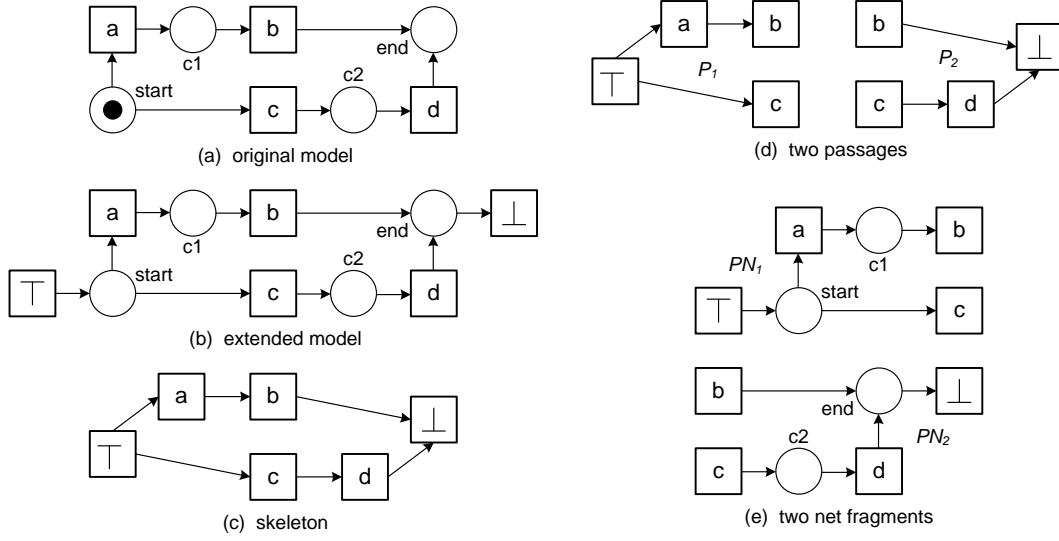 a
b
c1
end
start
c2
c
d
(a) original model
a
b
c1
end
⊥
start
c2
⊤
c
d
(b) extended model
a
b
⊥
⊤
c
d
(c) skeleton
a
b
b
⊤
P1
P2
⊥
c
c
d
(d) two passages
a
b
c1
PN1
start
⊤
c
b
⊥
end
c2
PN2
c
d
(e) two net fragments